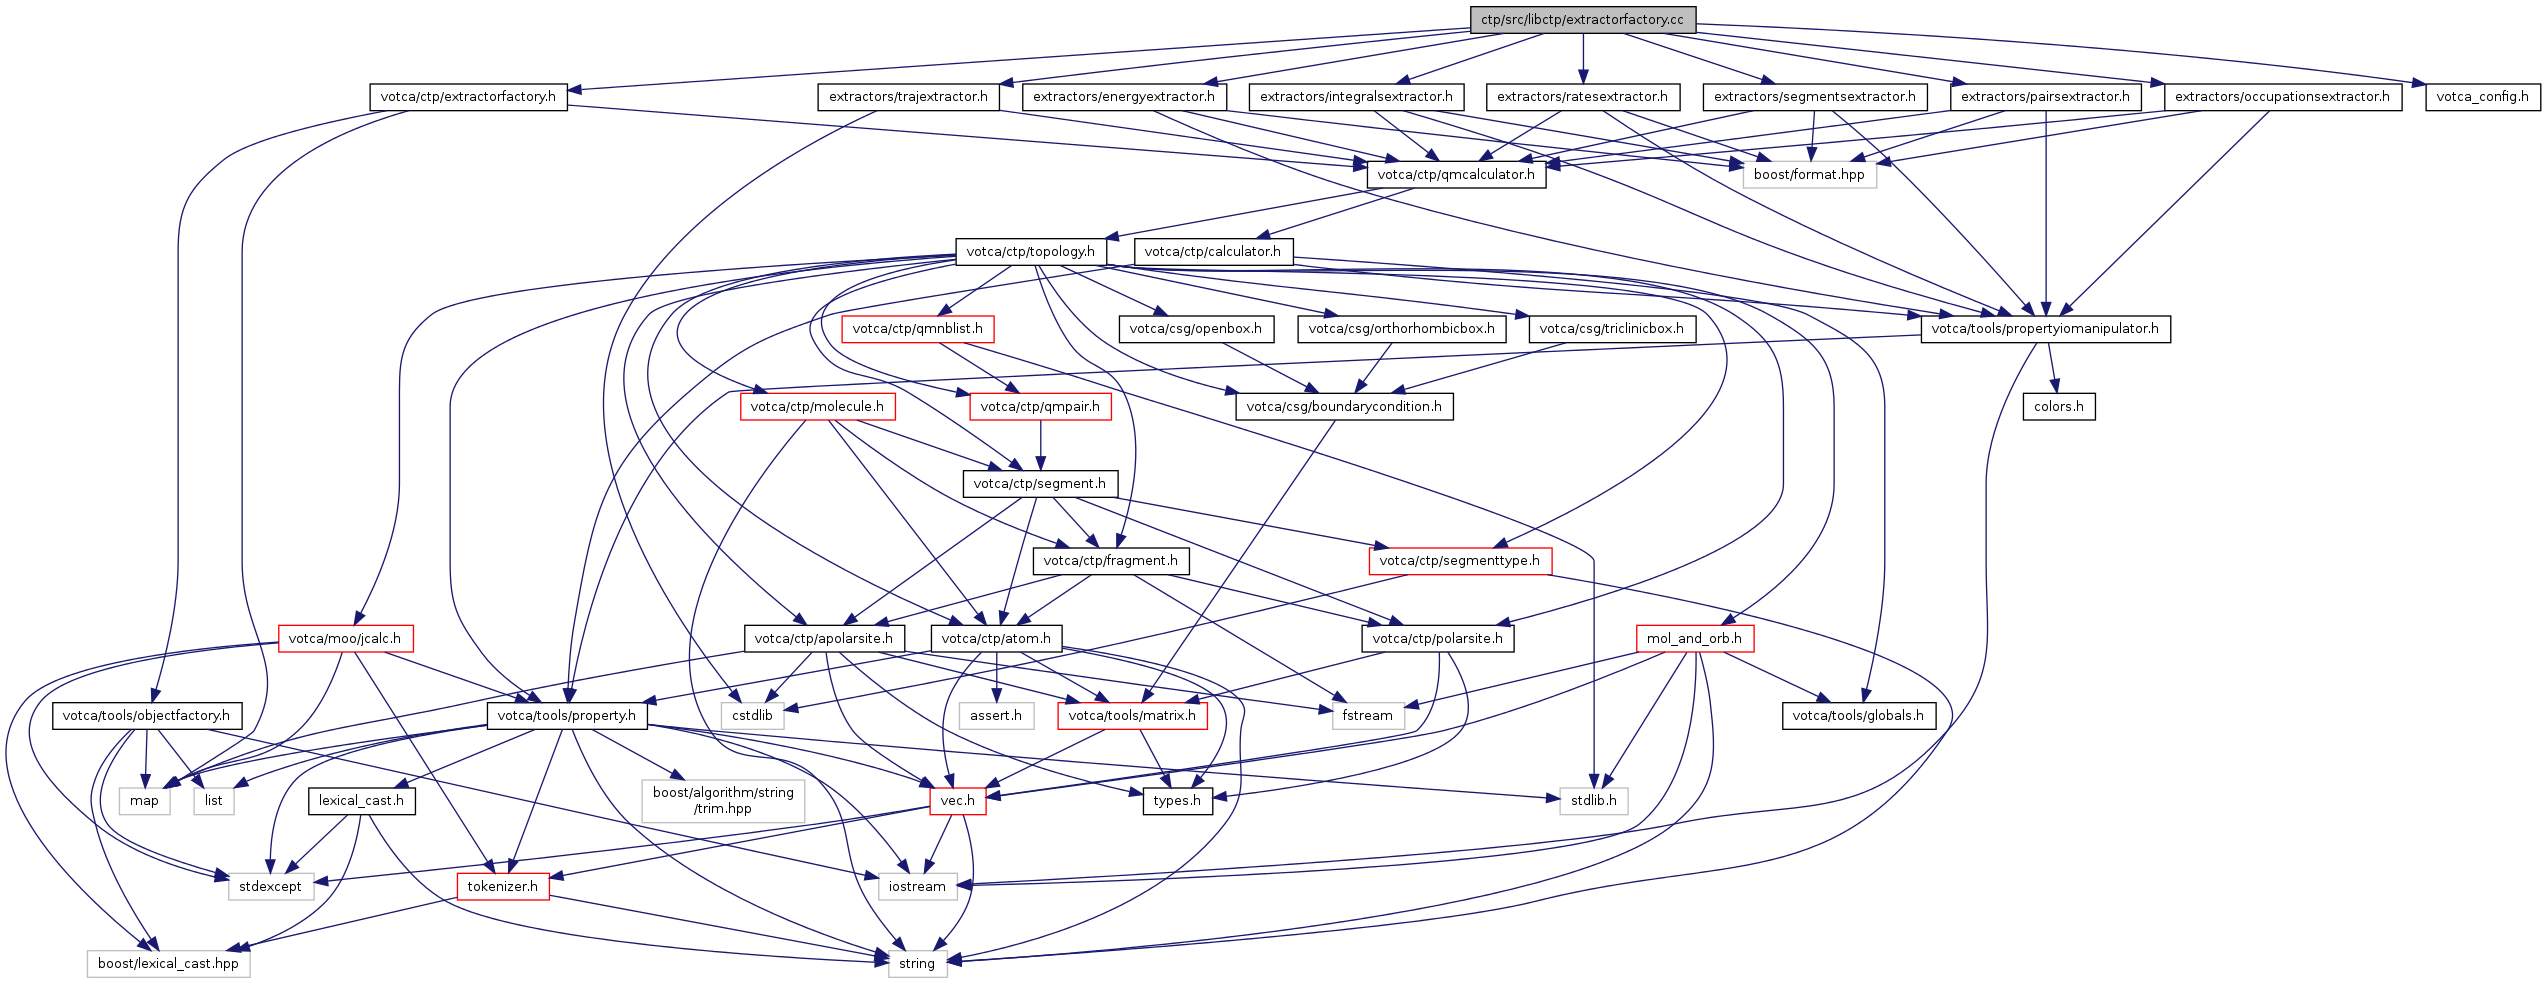 ctp/src/libctp/extractorfactory.cc
votca/ctp/extractorfactory.h
extractors/trajextractor.h
extractors/energyextractor.h
extractors/integralsextractor.h
extractors/ratesextractor.h
extractors/segmentsextractor.h
extractors/pairsextractor.h
extractors/occupationsextractor.h
votca_config.h
votca/ctp/qmcalculator.h
boost/format.hpp
votca/ctp/topology.h
votca/ctp/calculator.h
votca/ctp/qmnblist.h
votca/csg/openbox.h
votca/csg/orthorhombicbox.h
votca/csg/triclinicbox.h
votca/tools/propertyiomanipulator.h
votca/ctp/molecule.h
votca/ctp/qmpair.h
votca/csg/boundarycondition.h
colors.h
votca/ctp/segment.h
votca/ctp/fragment.h
votca/ctp/segmenttype.h
votca/moo/jcalc.h
votca/ctp/apolarsite.h
votca/ctp/atom.h
votca/ctp/polarsite.h
mol_and_orb.h
votca/tools/objectfactory.h
votca/tools/property.h
cstdlib
assert.h
votca/tools/matrix.h
fstream
votca/tools/globals.h
map
list
lexical_cast.h
boost/algorithm/string
/trim.hpp
vec.h
types.h
stdlib.h
stdexcept
tokenizer.h
iostream
boost/lexical_cast.hpp
string